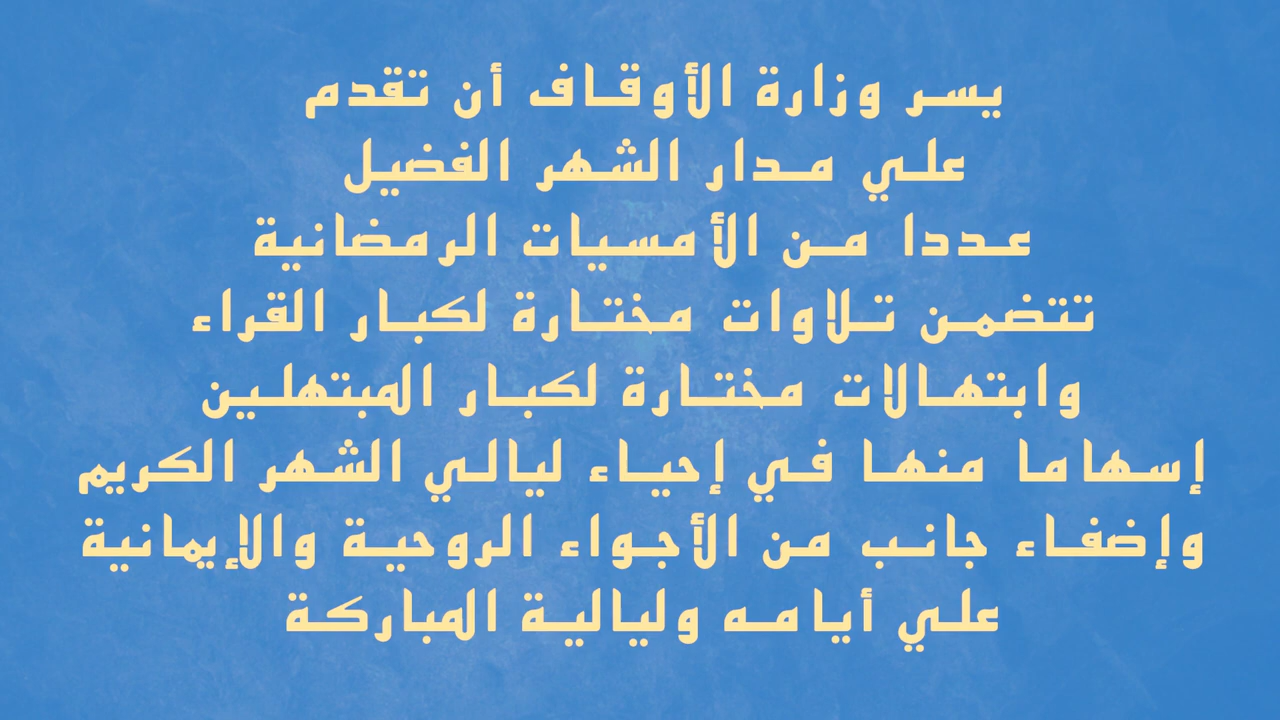 يسر وزارة الأوقاف أن تقدم
علي مدار الشهر الفضيل
عددا من الأمسيات الرمضانية
تتضمن تلاوات مختارة لكبار القراء
وابتهالات مختارة لكبار المبتهلين
إسهاما منها في إحياء ليالي الشهر الكريم
وإضفاء جانب من الأجواء الروحية والإيمانية
علي أيامه وليالية المباركة